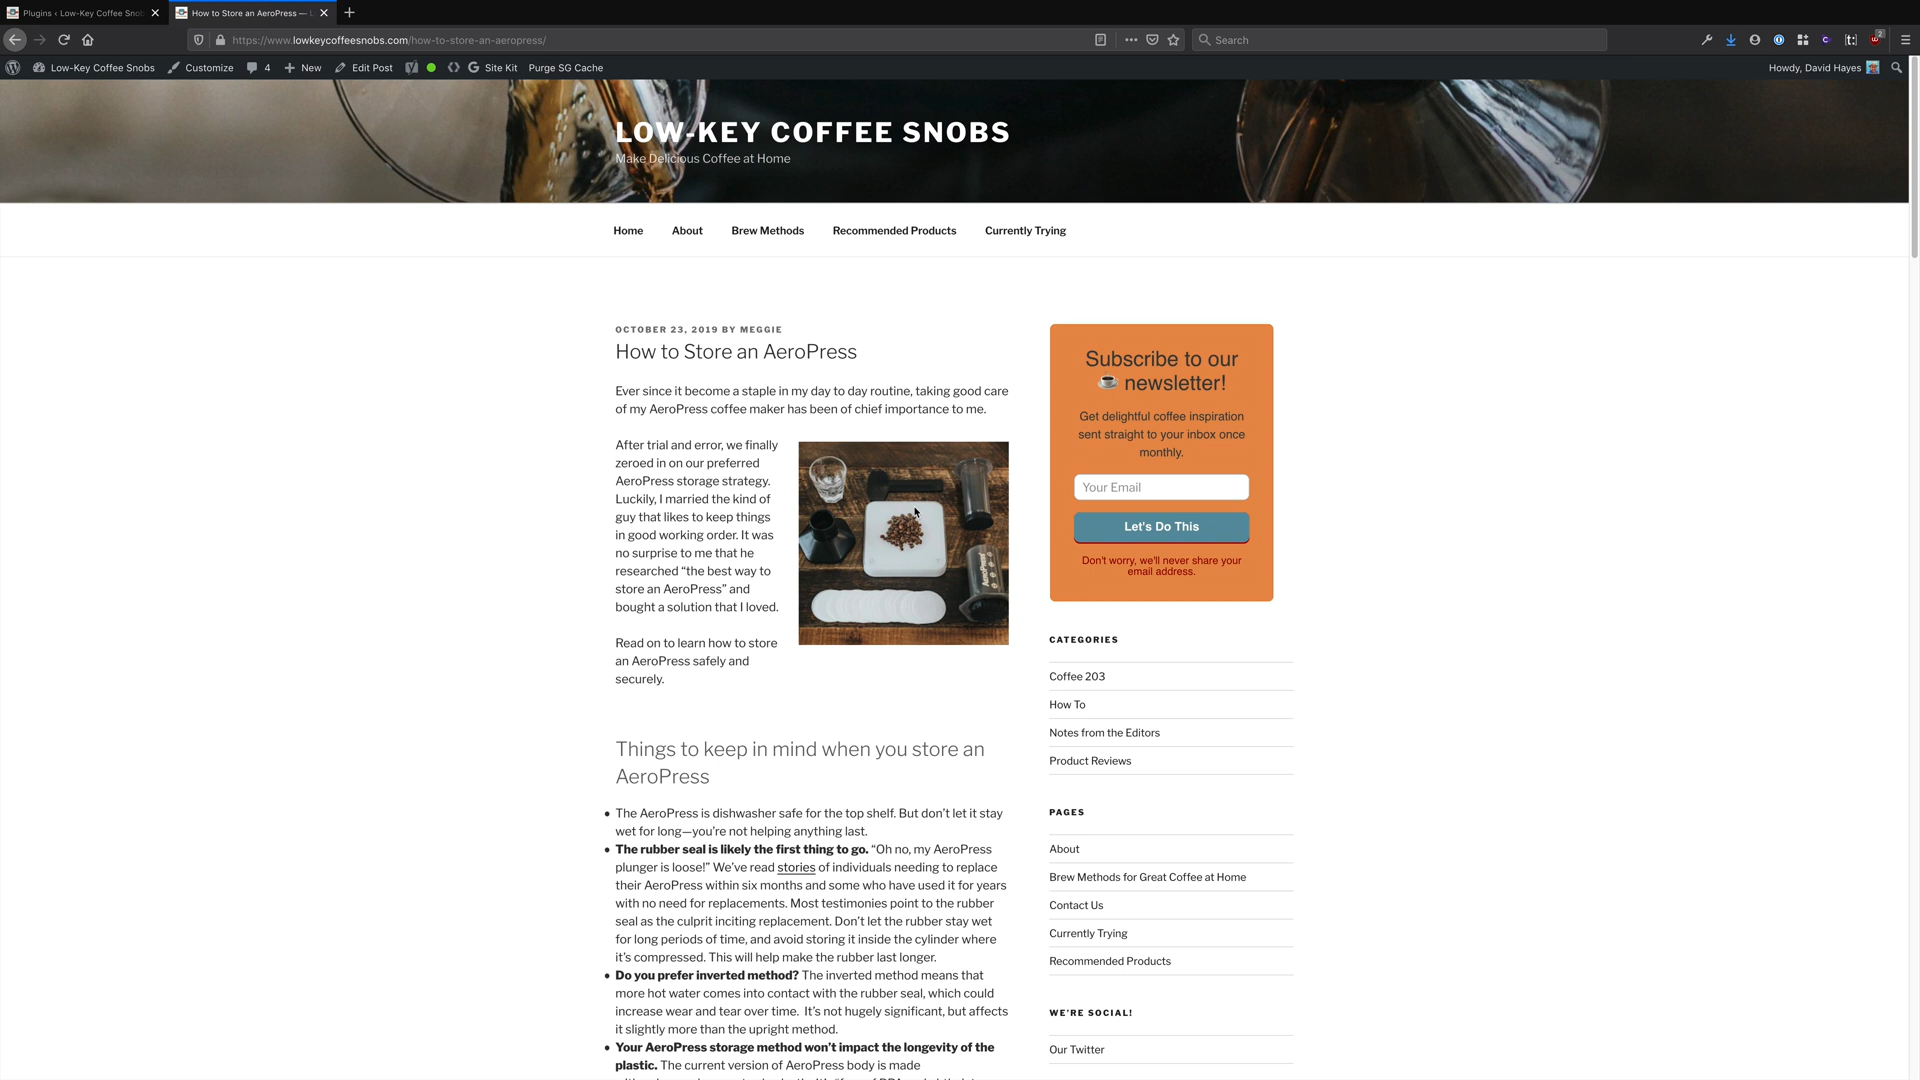 Plugins ‹ Low-Key Coffee Snob
How to Store an AeroPress —
https://www.lowkeycoffeesnobs.com/how-to-store-an-aeropress/
Search
2
Low-Key Coffee Snobs
Customize
4
New
Edit Post
Site Kit
Purge SG Cache
Howdy, David Hayes
LOW-KEY COFFEE SNOBS
Make Delicious Coffee at Home
Home
About
Brew Methods
Recommended Products
Currently Trying
OCTOBER 23, 2019 BY MEGGIE
How to Store an AeroPress
Ever since it become a staple in my day to day routine, taking good care
of my AeroPress coffee maker has been of chief importance to me.
After trial and error, we finally
zeroed in on our preferred
AeroPress storage strategy.
Luckily, I married the kind of
guy that likes to keep things
in good working order. It was
no surprise to me that he
researched “the best way to
store an AeroPress” and
bought a solution that I loved.
AeroPress
Read on to learn how to store
an AeroPress safely and
securely.
Things to keep in mind when you store an
AeroPress
• The AeroPress is dishwasher safe for the top shelf. But don’t let it stay
wet for long—you’re not helping anything last.
• The rubber seal is likely the first thing to go. “Oh no, my AeroPress
plunger is loose!” We’ve read stories of individuals needing to replace
their AeroPress within six months and some who have used it for years
with no need for replacements. Most testimonies point to the rubber
seal as the culprit inciting replacement. Don’t let the rubber stay wet
for long periods of time, and avoid storing it inside the cylinder where
it’s compressed. This will help make the rubber last longer.
• Do you prefer inverted method? The inverted method means that
more hot water comes into contact with the rubber seal, which could
increase wear and tear over time. It’s not hugely significant, but affects
it slightly more than the upright method.
• Your AeroPress storage method won’t impact the longevity of the
plastic. The current version of AeroPress body is made
Subscribe to our
☕ newsletter!
Get delightful coffee inspiration
sent straight to your inbox once
monthly.
Your Email
Let's Do This
Don't worry, we'll never share your
email address.
CATEGORIES
Coffee 203
How To
Notes from the Editors
Product Reviews
PAGES
About
Brew Methods for Great Coffee at Home
Contact Us
Currently Trying
Recommended Products
WE’RE SOCIAL!
Our Twitter